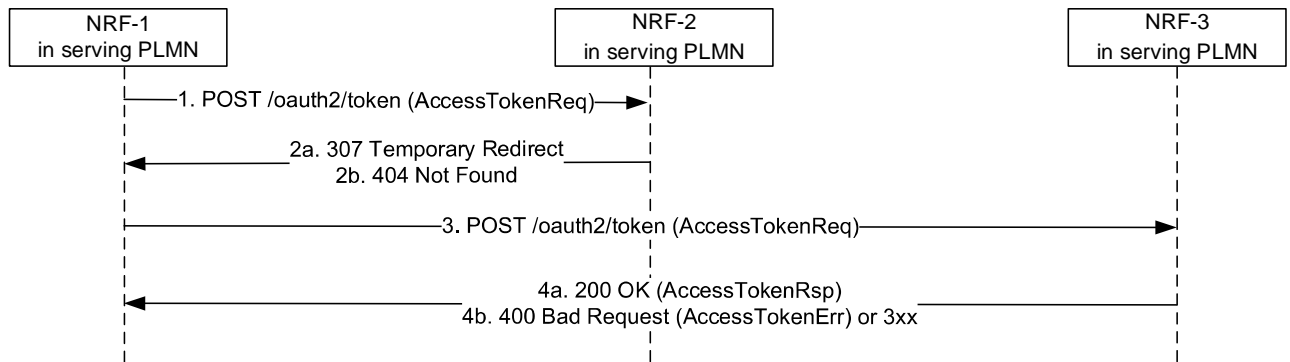 NRF-1
in serving PLMN
NRF-2
in serving PLMN
NRF-3
in serving PLMN
1. POST /oauth2/token (AccessTokenReq)
2a. 307 Temporary Redirect
2b. 404 Not Found
3. POST /oauth2/token (AccessTokenReq)
4a. 200 OK (AccessTokenRsp)
4b. 400 Bad Request (AccessTokenErr) or 3xx